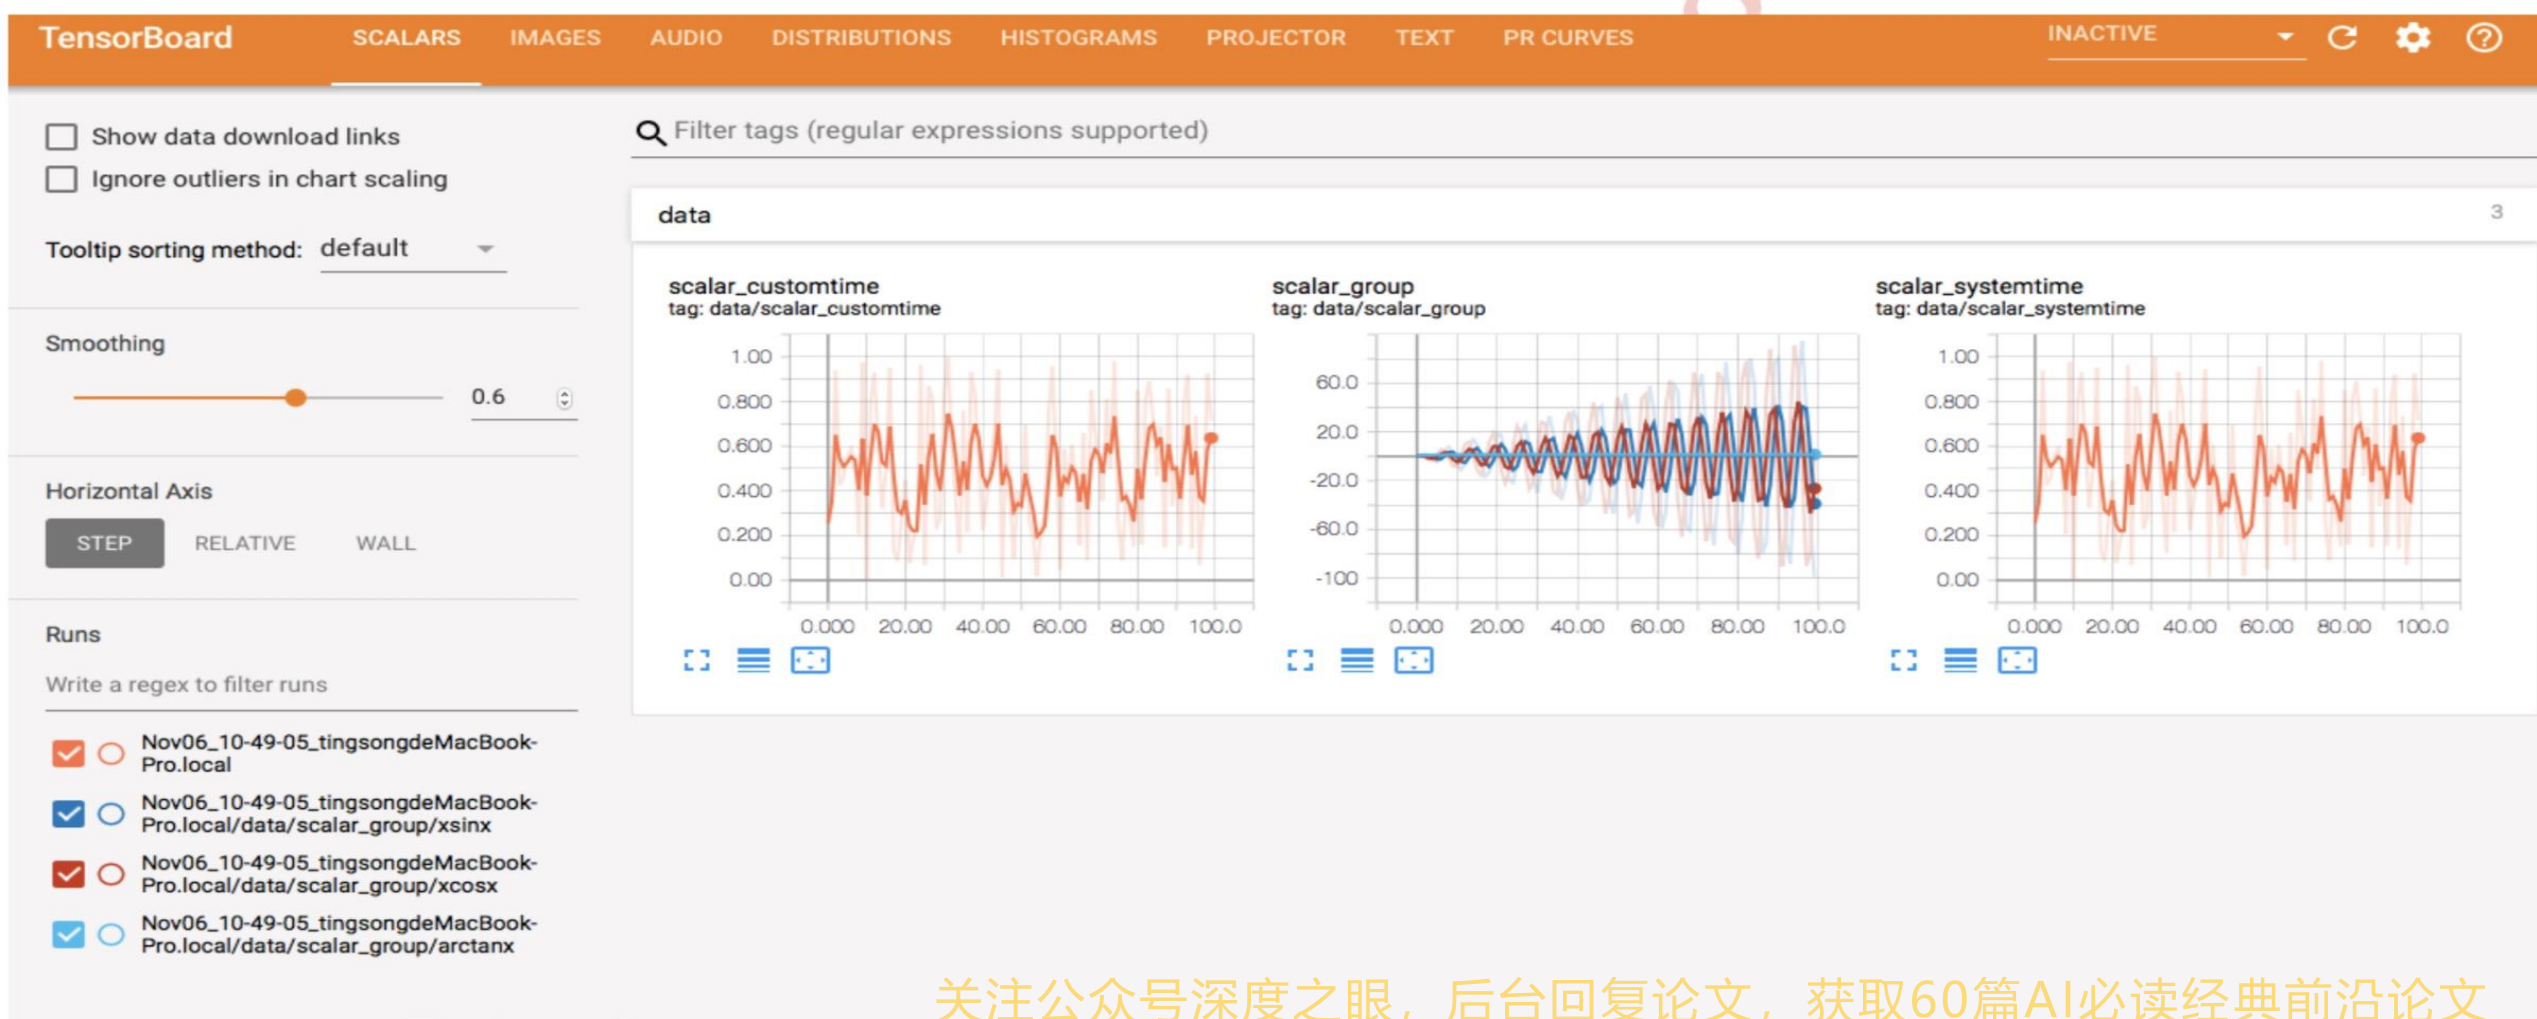 TensorBoard
SCALARS IMAGES AUDIO DISTRIBUTIONS HISTOGRAMS PROJECTOR TEXT PR CURVES
INACTIVE
Show data download links
Ignore outliers in chart scaling
Tooltip sorting method: default
Smoothing
0.6
Horizontal Axis
STEP RELATIVE WALL
Runs
Write a regex to filter runs
Nov06_10-49-05_tingsongdeMacBook-
Pro.local
Nov06_10-49-05_tingsongdeMacBook-
Pro.local/data/scalar_group/xsinx
Nov06_10-49-05_tingsongdeMacBook-
Pro.local/data/scalar_group/xcosx
Nov06_10-49-05_tingsongdeMacBook-
Pro.local/data/scalar_group/arctanx
Filter tags (regular expressions supported)
data 3
scalar_customtime
tag: data/scalar_customtime
1.00
0.800
0.600
0.400
0.200
0.00
0.000 20.00 40.00 60.00 80.00 100.0
scalar_group
tag: data/scalar_group
60.0
20.0
-20.0
-60.0
-100
0.000 20.00 40.00 60.00 80.00 100.0
scalar_systemtime
tag: data/scalar_systemtime
1.00
0.800
0.600
0.400
0.200
0.00
0.000 20.00 40.00 60.00 80.00 100.0
关注公众号深度之眼，后台回复论文，获取60篇AI必读经典前沿论文